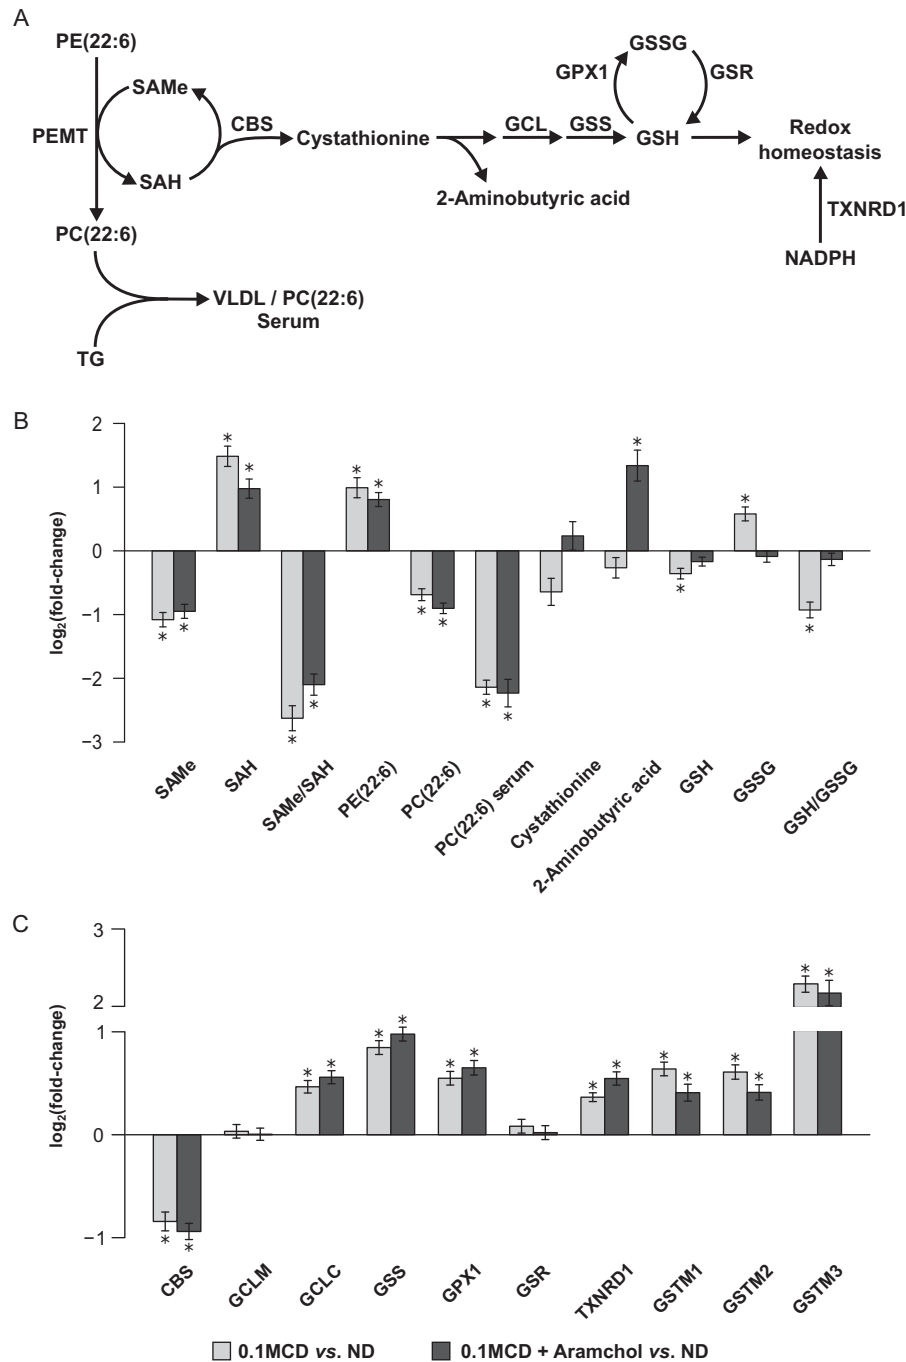 A
PE(22:6)
GSSG
SAMe
GPX1
GSR
PEMT
CBS
Cystathionine
GCL
GSS
GSH
Redox
homeostasis
SAH
2-Aminobutyric acid
TXNRD1
PC(22:6)
NADPH
VLDL / PC(22:6)
Serum
TG
B
log2(fold-change)
2
1
0
−1
−2
−3
* * * * * * * * * * * * * * * *
SAMe
SAH
SAMe/SAH
PE(22:6)
PC(22:6)
PC(22:6) serum
Cystathionine
2-Aminobutyric acid
GSH
GSSG
GSH/GSSG
C
log2(fold-change)
3
2
1
0
−1
* * * * * * * * * * * * * * * *
CBS
GCLM
GCLC
GSS
GPX1
GSR
TXNRD1
GSTM1
GSTM2
GSTM3
0.1MCD vs. ND
0.1MCD + Aramchol vs. ND